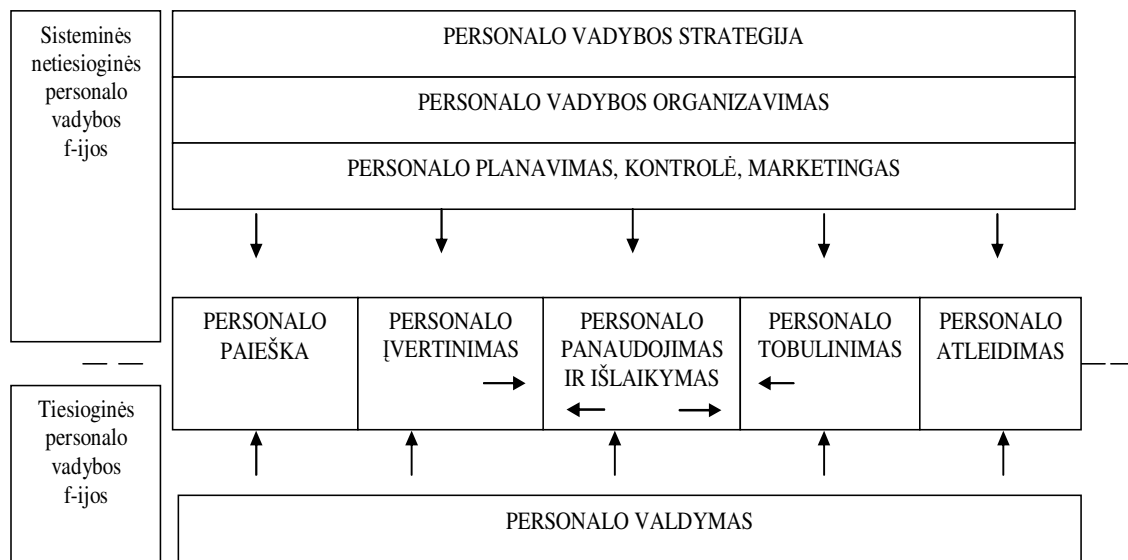 Sisteminės
netiesioginės
personalo
vadybos
f-ijos
PERSONALO VADYBOS STRATEGIJA
PERSONALO VADYBOS ORGANIZAVIMAS
PERSONALO PLANAVIMAS, KONTROLĖ, MARKETINGAS
PERSONALO
PAIEŠKA
PERSONALO
ĮVERTINIMAS
PERSONALO
PANAUDOJIMAS
IR IŠLAIKYMAS
PERSONALO
TOBULINIMAS
PERSONALO
ATLEIDIMAS
Tiesioginės
personalo
vadybos
f-ijos
PERSONALO VALDYMAS